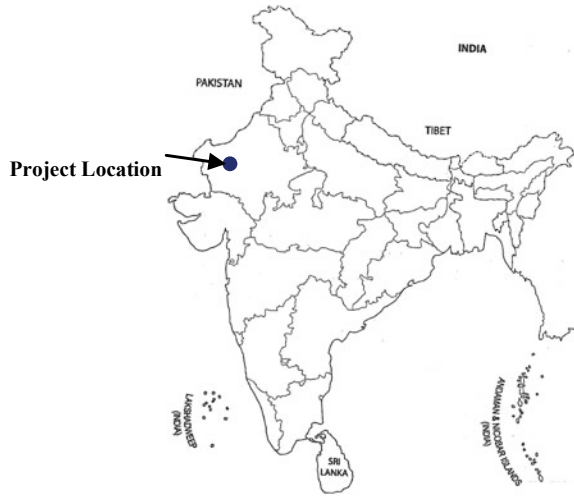 INDIA
PAKISTAN
TIBET
Project Location
LAKSHADWEEP
(INDIA)
ANDAMAN & NICOBAR ISLANDS
(INDIA)
SRI
LANKA